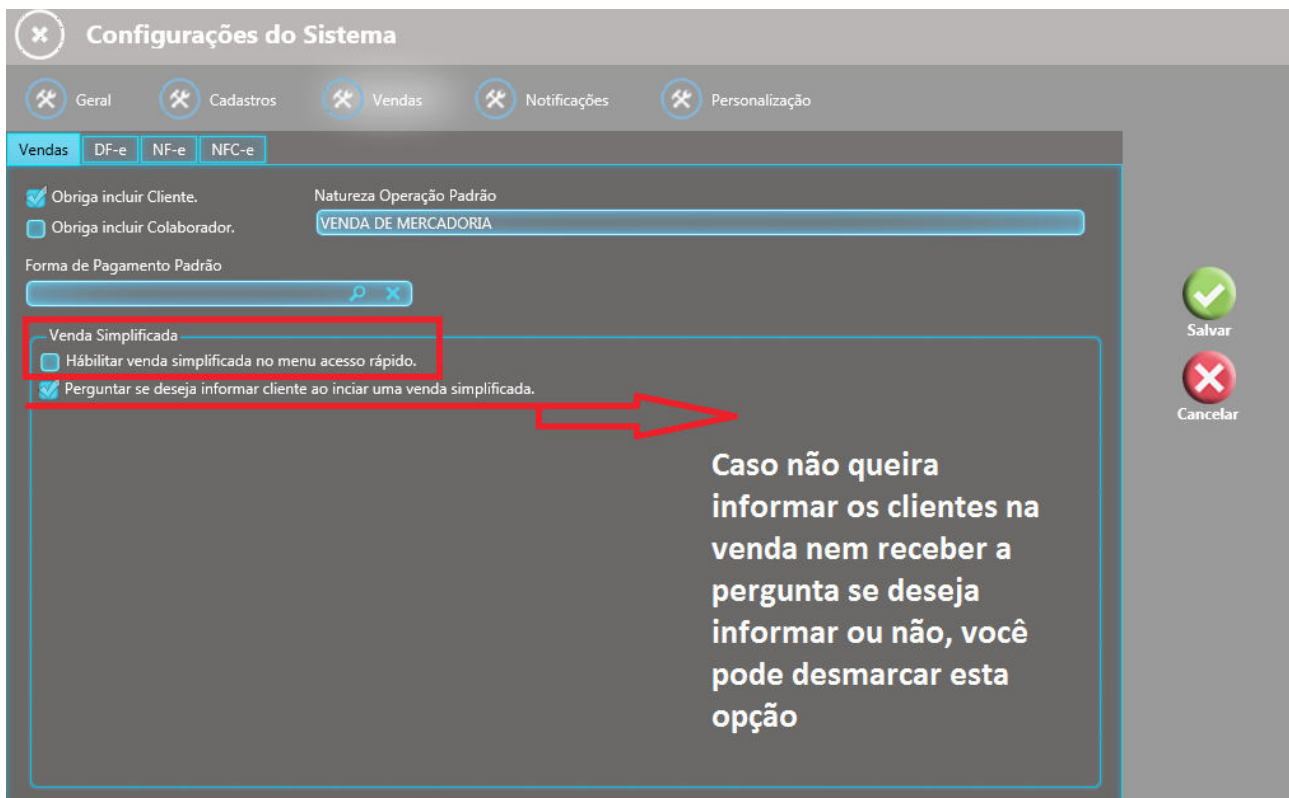 Configurações do Sistema
Geral Cadastros Vendas Notificações Personalização
Vendas DF-e NF-e NFC-e
Obriga incluir Cliente.
Obriga incluir Colaborador.
Natureza Operação Padrão
VENDA DE MERCADORIA
Forma de Pagamento Padrão
Venda Simplificada
Hábilitar venda simplificada no menu acesso rápido.
Perguntar se deseja informar cliente ao inciar uma venda simplificada.
Caso não queira
informar os clientes na
venda nem receber a
pergunta se deseja
informar ou não, você
pode desmarcar esta
opção
Salvar
Cancelar